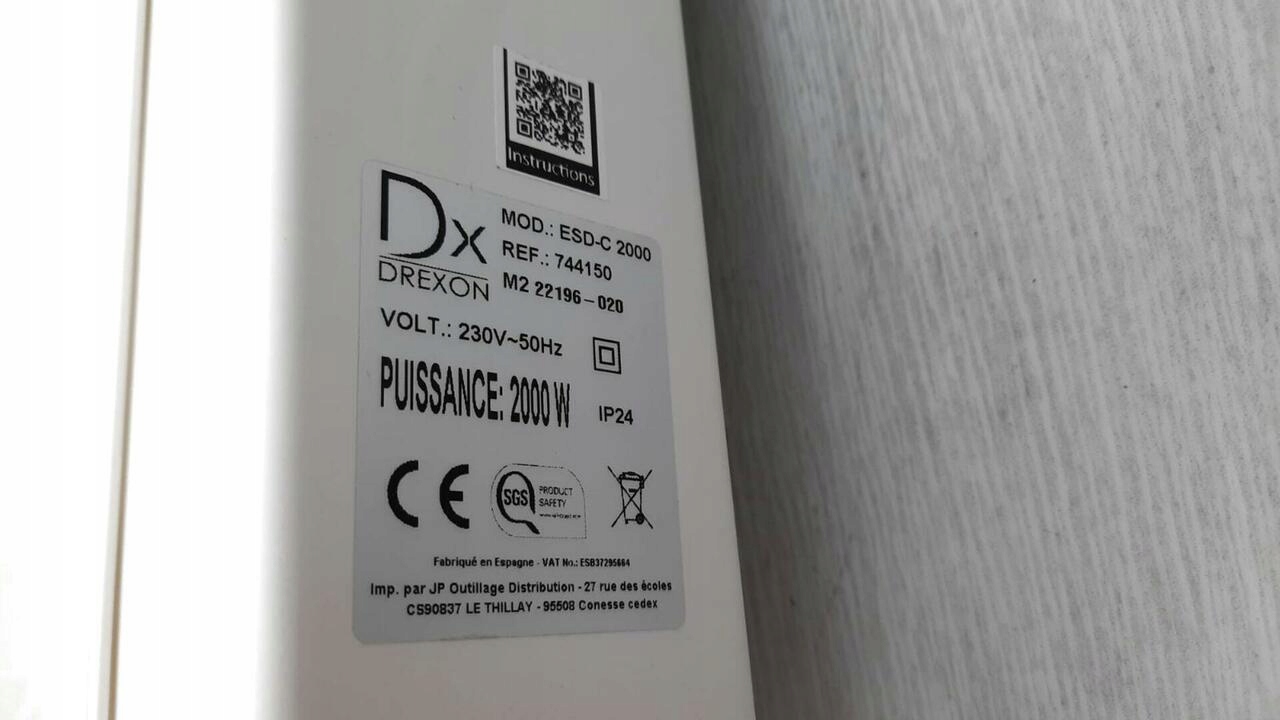 Instructions
Dx
DREXON
MOD.: ESD-C 2000
REF.: 744150
M2 22196-020
VOLT.: 230V~50Hz
PUISSANCE: 2000 W
IP24
CE
SGS
PRODUCT
SAFETY
Fabriqué en Espagne - VAT No.: ESB37295664
Imp. par JP Outillage Distribution - 27 rue des écoles
CS90837 LE THILLAY - 95508 Conesse cedex